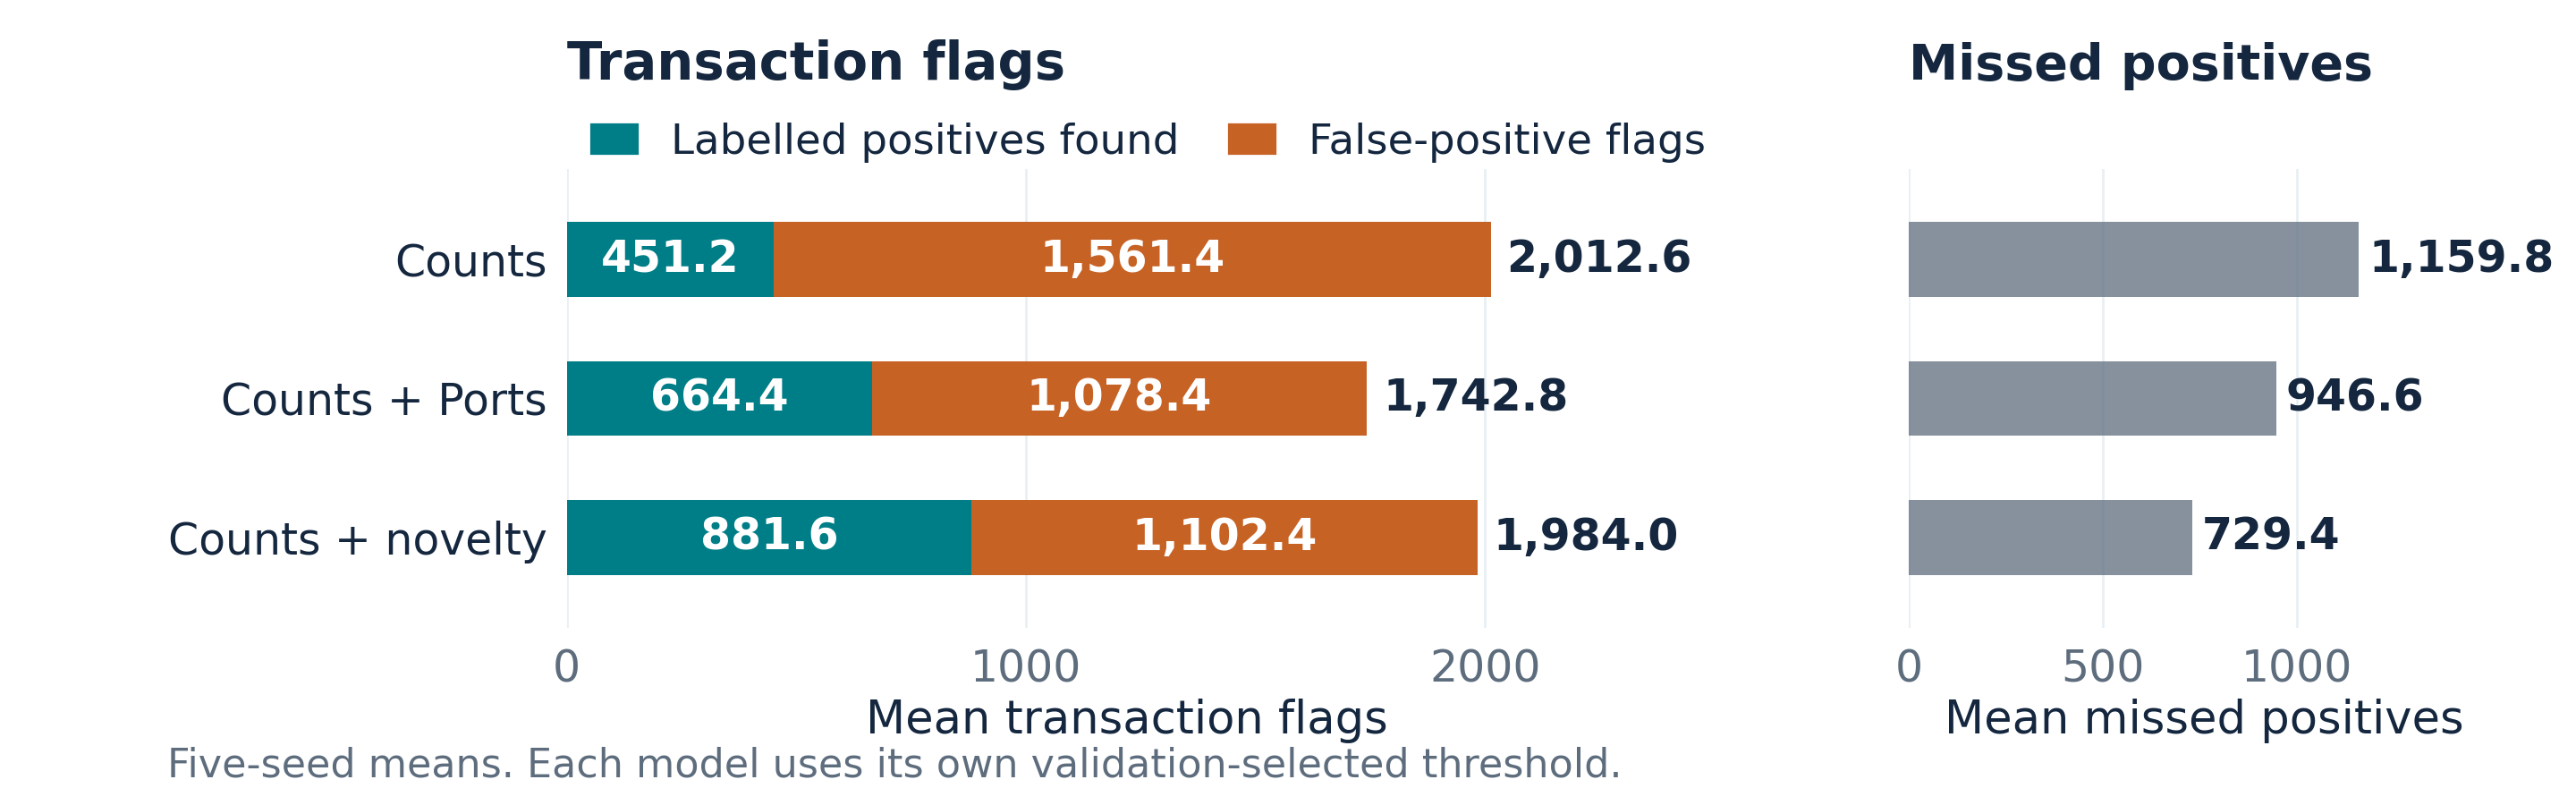 Transaction flags
Labelled positives found
False-positive flags
Counts
451.2
1,561.4
2,012.6
Counts + Ports
664.4
1,078.4
1,742.8
Counts + novelty
881.6
1,102.4
1,984.0
0
1000
2000
Mean transaction flags
Missed positives
1,159.8
946.6
729.4
0
500
1000
Mean missed positives
Five-seed means. Each model uses its own validation-selected threshold.